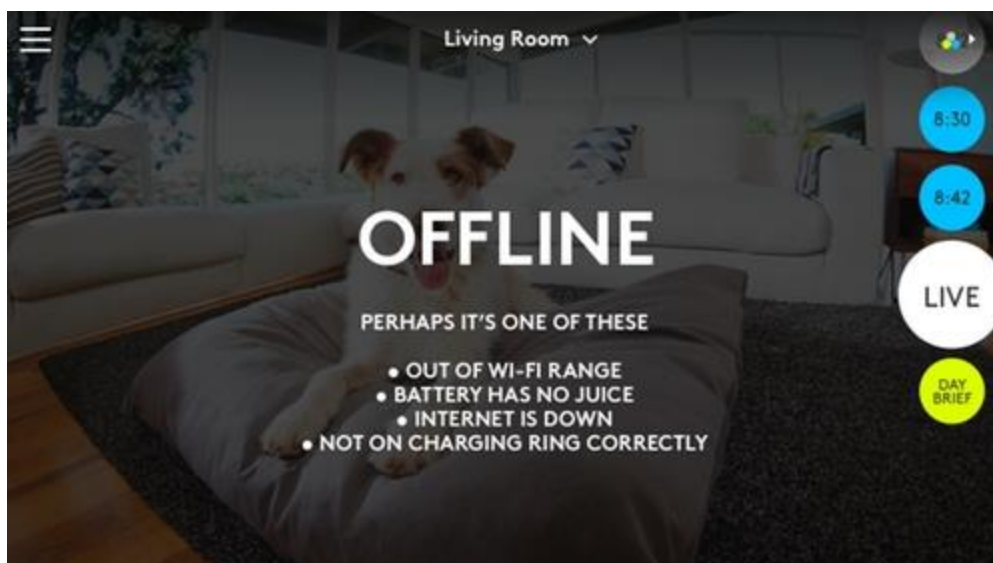 Living Room
8:30
8:42
OFFLINE
LIVE
PERHAPS IT'S ONE OF THESE
• OUT OF WI-FI RANGE
• BATTERY HAS NO JUICE
• INTERNET IS DOWN
• NOT ON CHARGING RING CORRECTLY
DAY
BRIEF